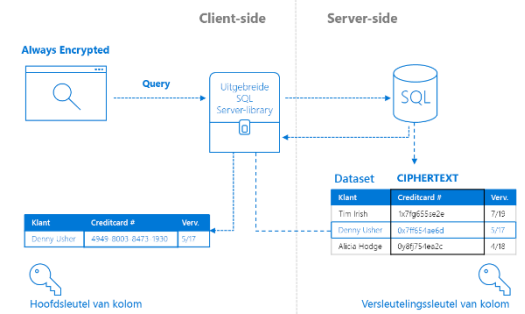 Client-side
Server-side
Always Encrypted
Query
Uitgebreide
SQL
Server-library
SQL
Dataset CIPHERTEXT
Klant Creditcard # Verv.
Tim Irish 1x7fg655se2e 7/19
Denny Usher 0x7ff654ae6d 5/17
Alicia Hodge 0y8fj754ea2c 4/18
Klant Creditcard # Verv.
Denny Usher 4949-8003-8473-1930 5/17
Hoofdsleutel van kolom
Versleutelingssleutel van kolom